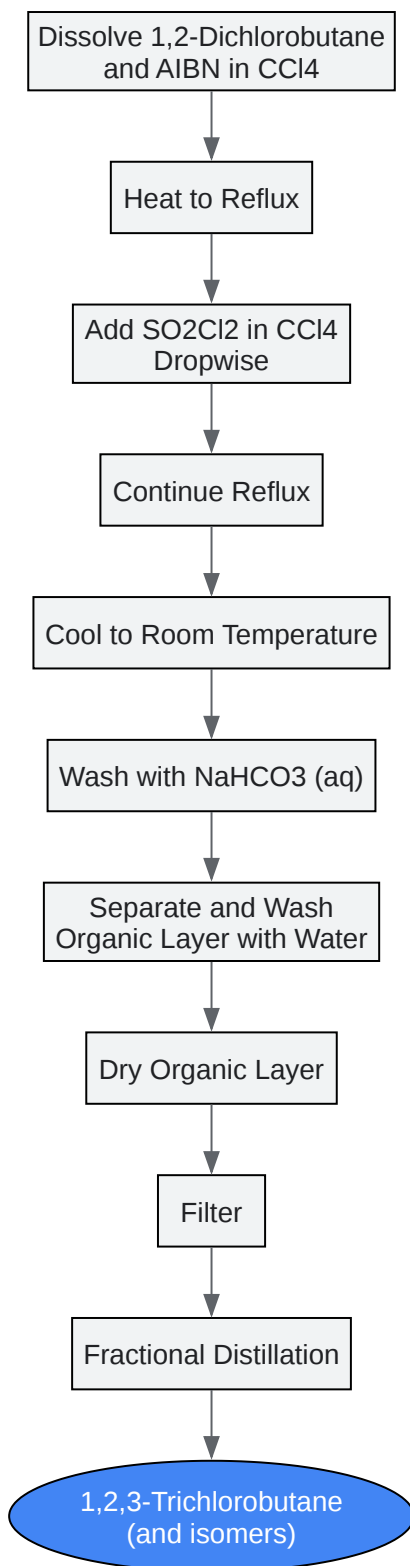 Dissolve 1,2-Dichlorobutane
and AIBN in CCl4
Heat to Reflux
Add SO2Cl2 in CCl4
Dropwise
Continue Reflux
Cool to Room Temperature
Wash with NaHCO3 (aq)
Separate and Wash
Organic Layer with Water
Dry Organic Layer
Filter
Fractional Distillation
1,2,3-Trichlorobutane
(and isomers)